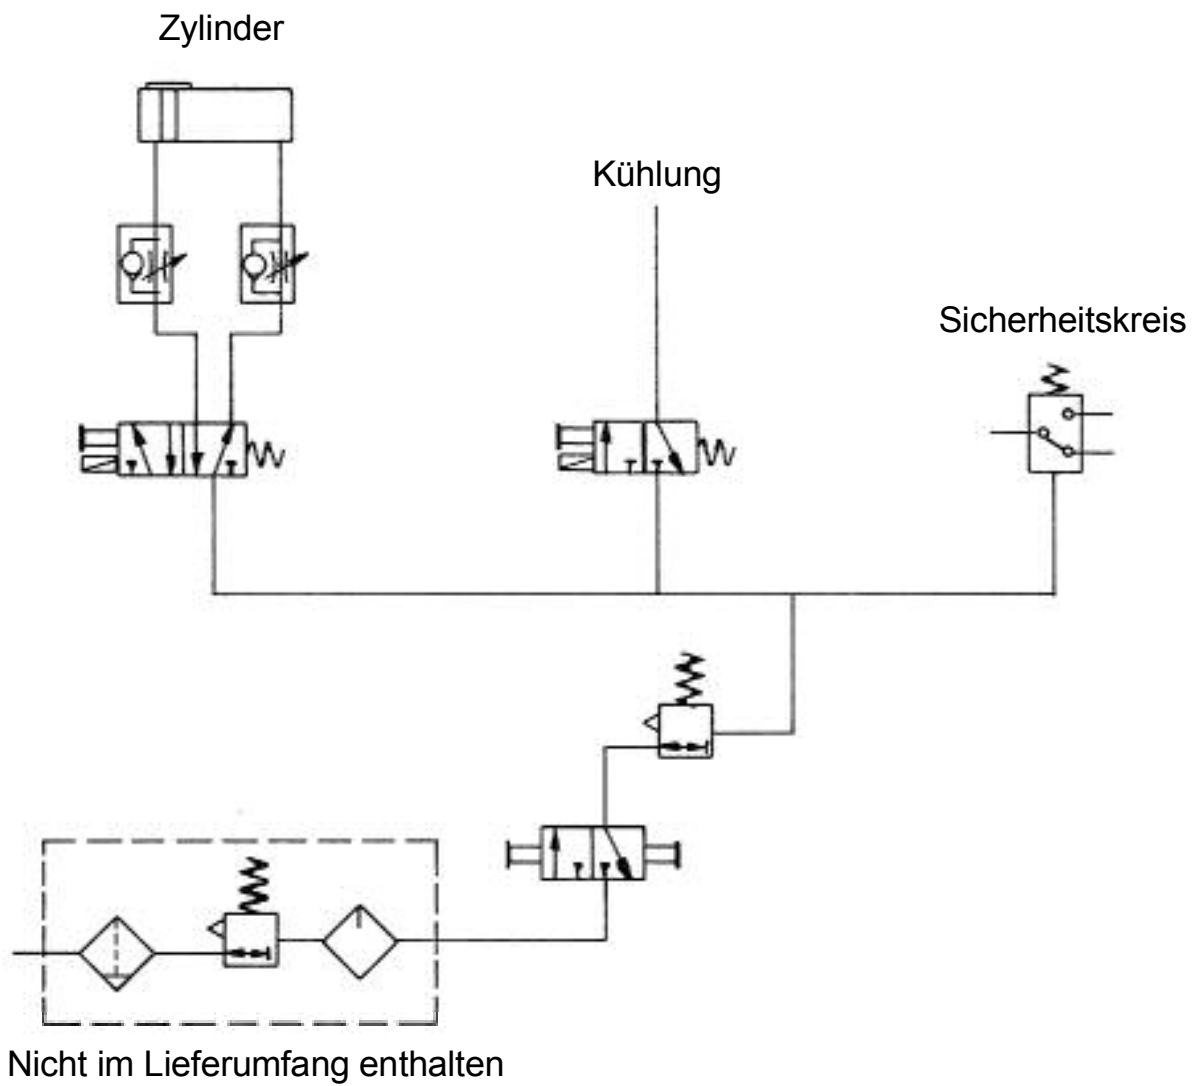 Zylinder
Kühlung
Sicherheitskreis
Nicht im Lieferumfang enthalten